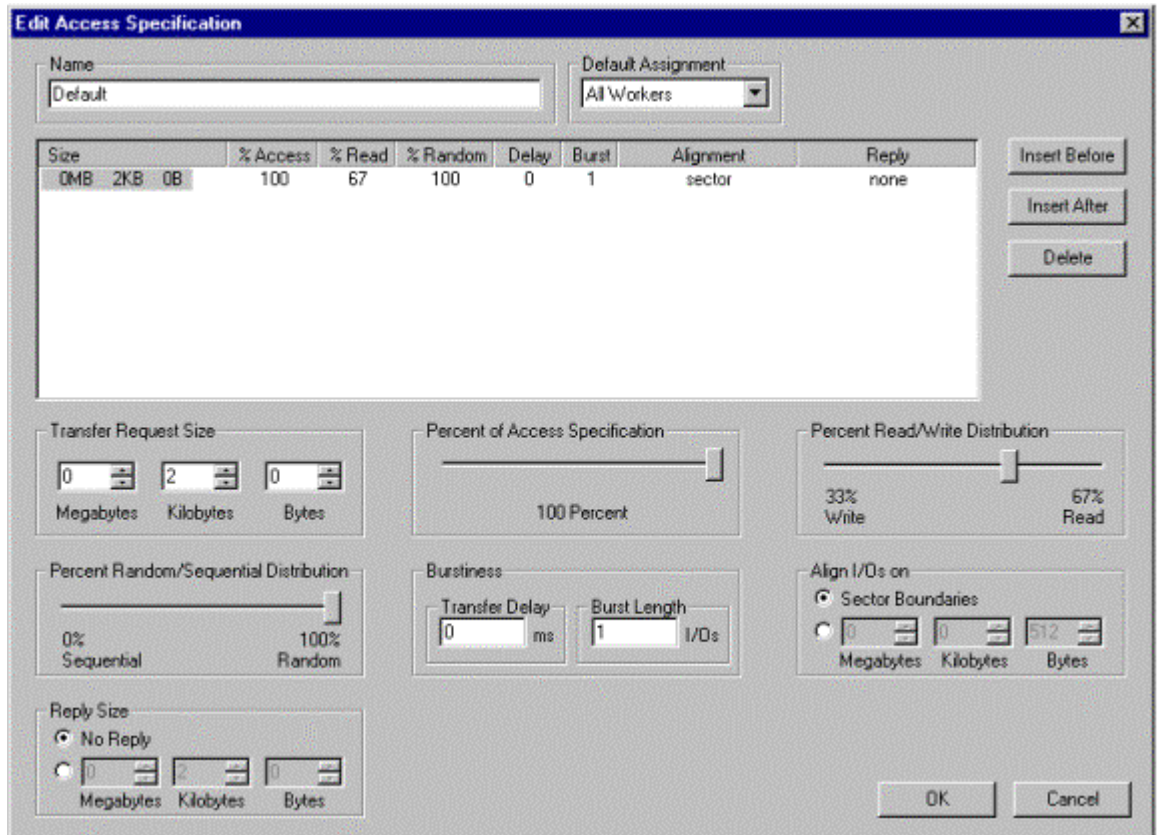 Edit Access Specification
Name
Default
Default Assignment
All Workers
Size % Access % Read % Random Delay Burst Alignment Reply
0MB 2KB 0B 100 67 100 0 1 sector none
Insert Before
Insert After
Delete
Transfer Request Size
0 2 0
Megabytes Kilobytes Bytes
Percent of Access Specification
100 Percent
Percent Read/Write Distribution
33% 67%
Write Read
Percent Random/Sequential Distribution
0% 100%
Sequential Random
Burstiness
Transfer Delay Burst Length
0 ms 1 I/Os
Align I/Os on
Sector Boundaries
0 0 512
Megabytes Kilobytes Bytes
Reply Size
No Reply
0 2 0
Megabytes Kilobytes Bytes
OK Cancel